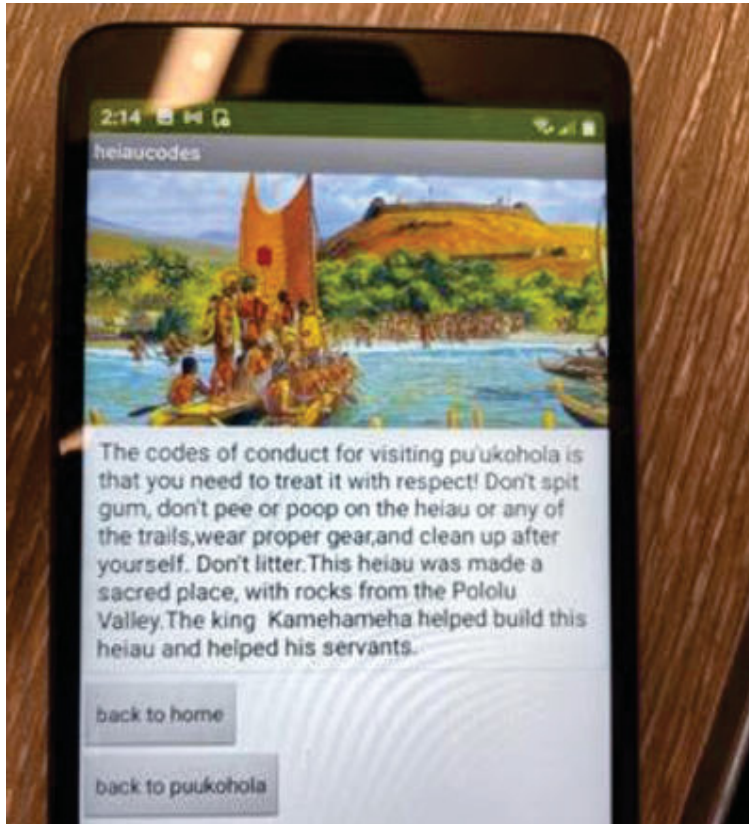 2:14
heiaucodes
The codes of conduct for visiting pu'ukohola is
that you need to treat it with respect! Don't spit
gum, don't pee or poop on the heiau or any of
the trails,wear proper gear,and clean up after
yourself. Don't litter.This heiau was made a
sacred place, with rocks from the Pololu
Valley.The king  Kamehameha helped build this
heiau and helped his servants.
back to home
back to puukohola